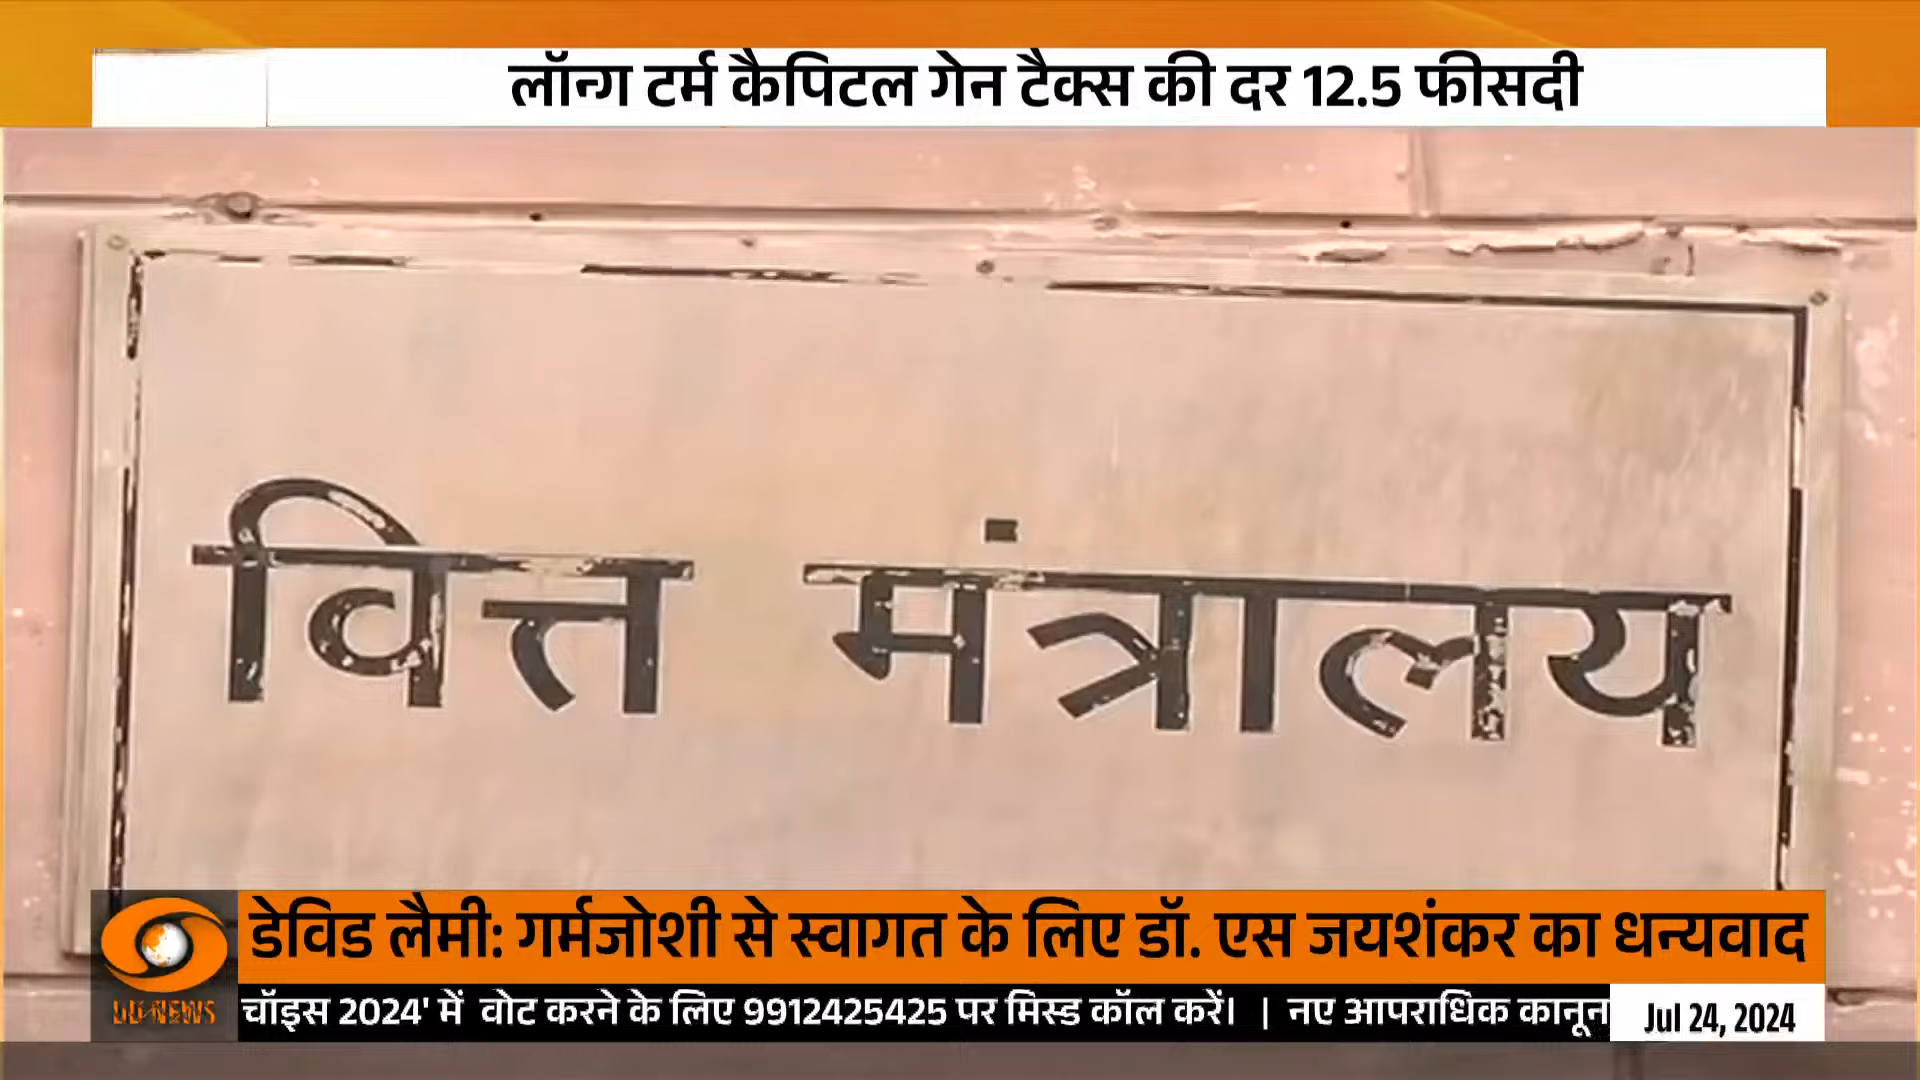 लॉन्ग टर्म कैपिटल गेन टैक्स की दर 12.5 फीसदी
वित्त मंत्रालय
डेविड लैमी: गर्मजोशी से स्वागत के लिए डॉ. एस जयशंकर का धन्यवाद
DD NEWS
चॉइस 2024' में वोट करने के लिए 9912425425 पर मिस्ड कॉल करें। | नए आपराधिक कानून
Jul 24, 2024